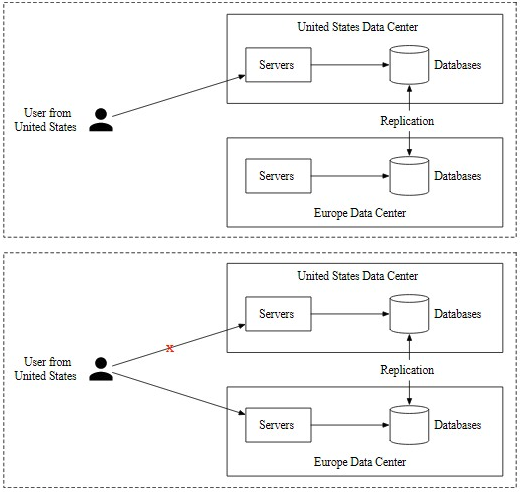 United States Data Center
Servers
Databases
User from
United States
Replication
Servers
Databases
Europe Data Center
United States Data Center
Servers
Databases
x
User from
United States
Replication
Servers
Databases
Europe Data Center